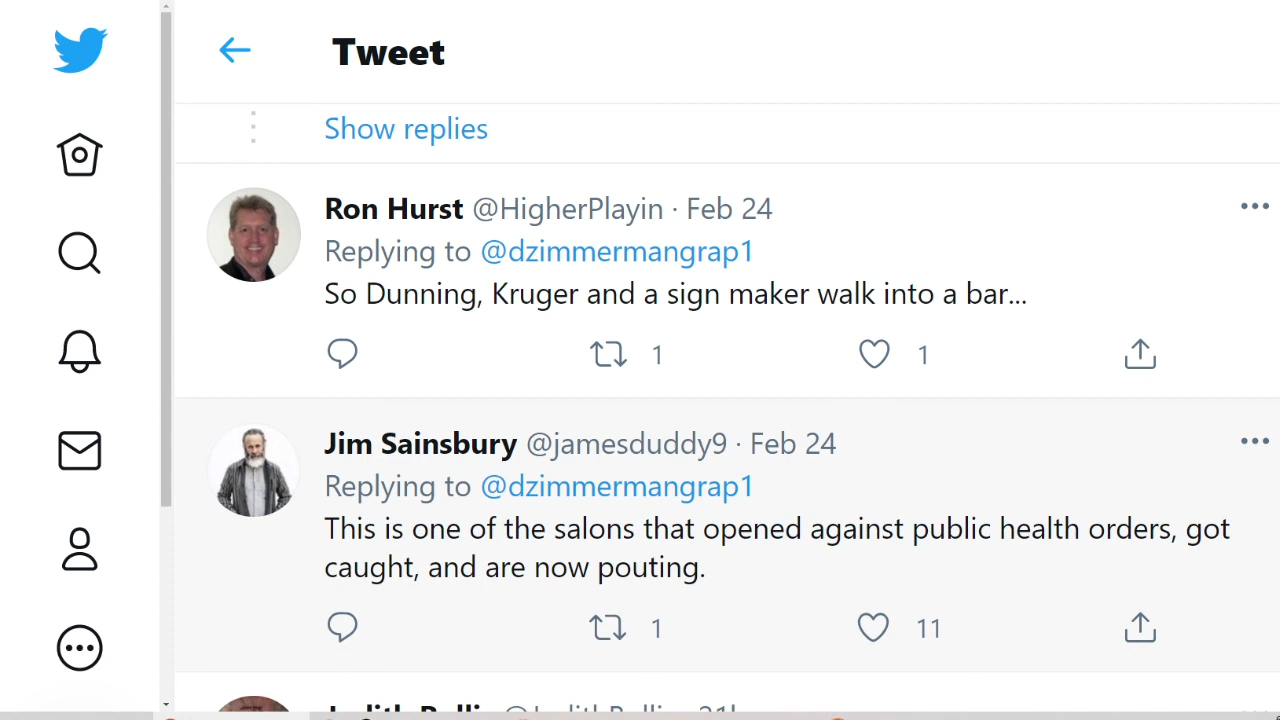 Tweet
Show replies
Ron Hurst @HigherPlayin · Feb 24
Replying to @dzimmermangrap1
So Dunning, Kruger and a sign maker walk into a bar...
1
1
Jim Sainsbury @jamesduddy9 · Feb 24
Replying to @dzimmermangrap1
This is one of the salons that opened against public health orders, got
caught, and are now pouting.
1
11